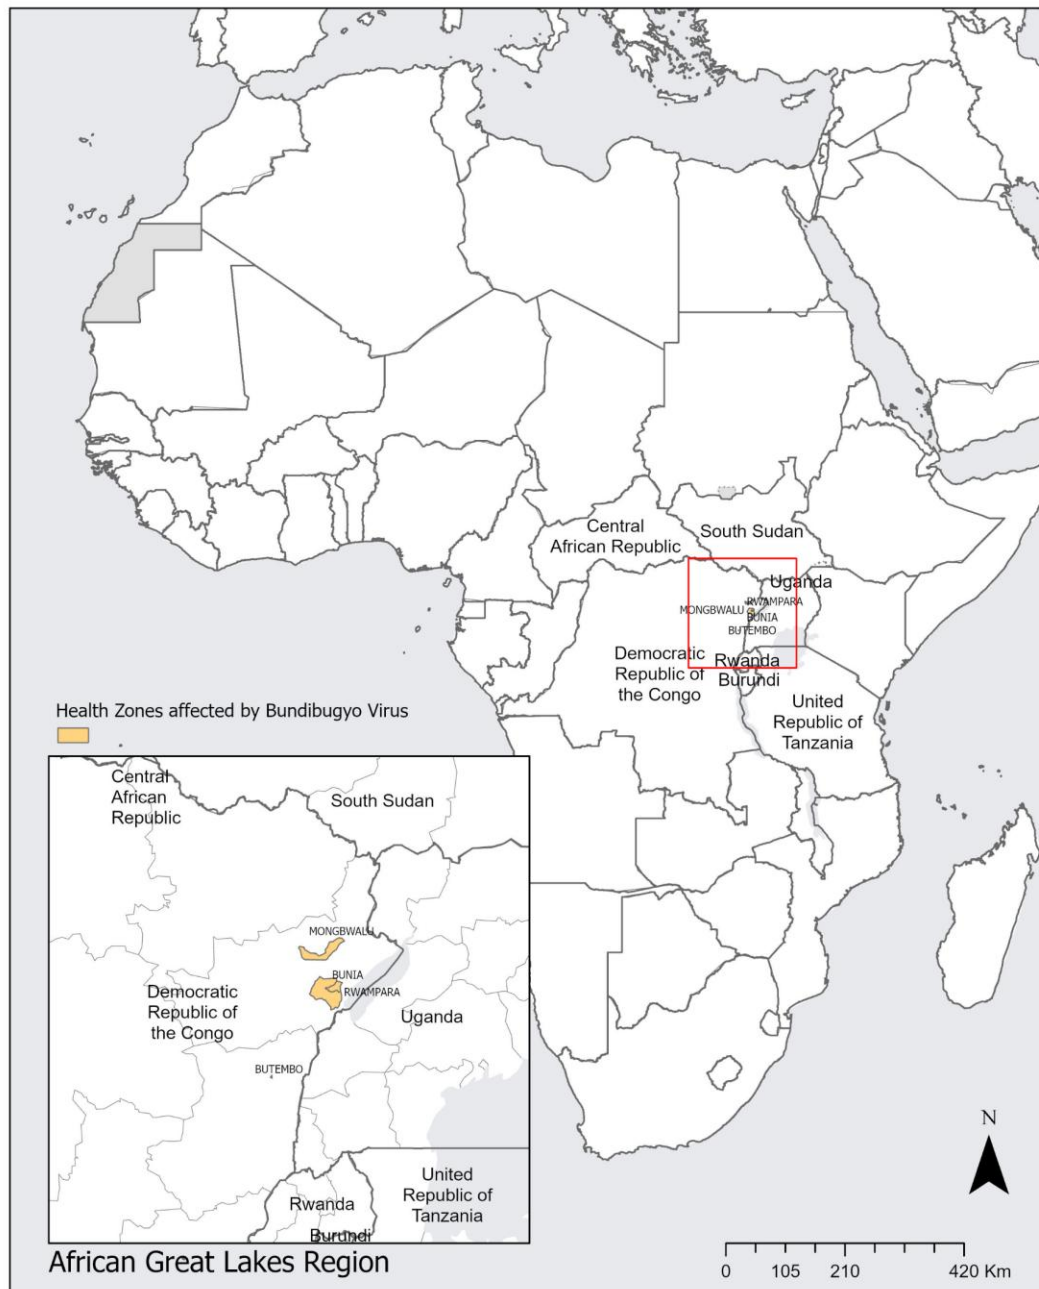 Central
African Republic
South Sudan
Uganda
RWAMPARA
MONGBWALU
BUNIA
BUTEMBO
Democratic
Republic of
the Congo
Rwanda
Burundi
United
Republic of
Tanzania
Health Zones affected by Bundibugyo Virus
Central
African
Republic
South Sudan
MONGBWALU
BUNIA
RWAMPARA
Democratic
Republic of
the Congo
Uganda
BUTEMBO
United
Republic of
Tanzania
Rwanda
Burundi
African Great Lakes Region
N
0 105 210 420 Km